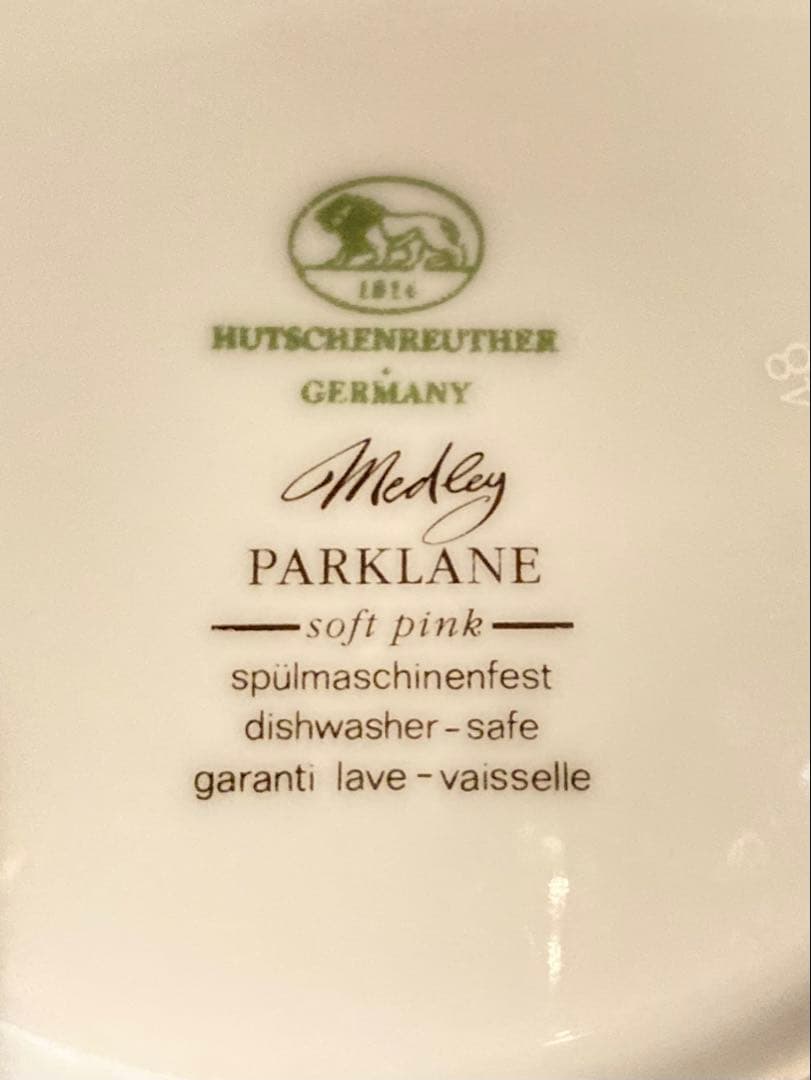 1814
HUTSCHENREUTHER
GERMANY
Medley
PARKLANE
soft pink
spülmaschinenfest
dishwasher-safe
garanti lave-vaisselle